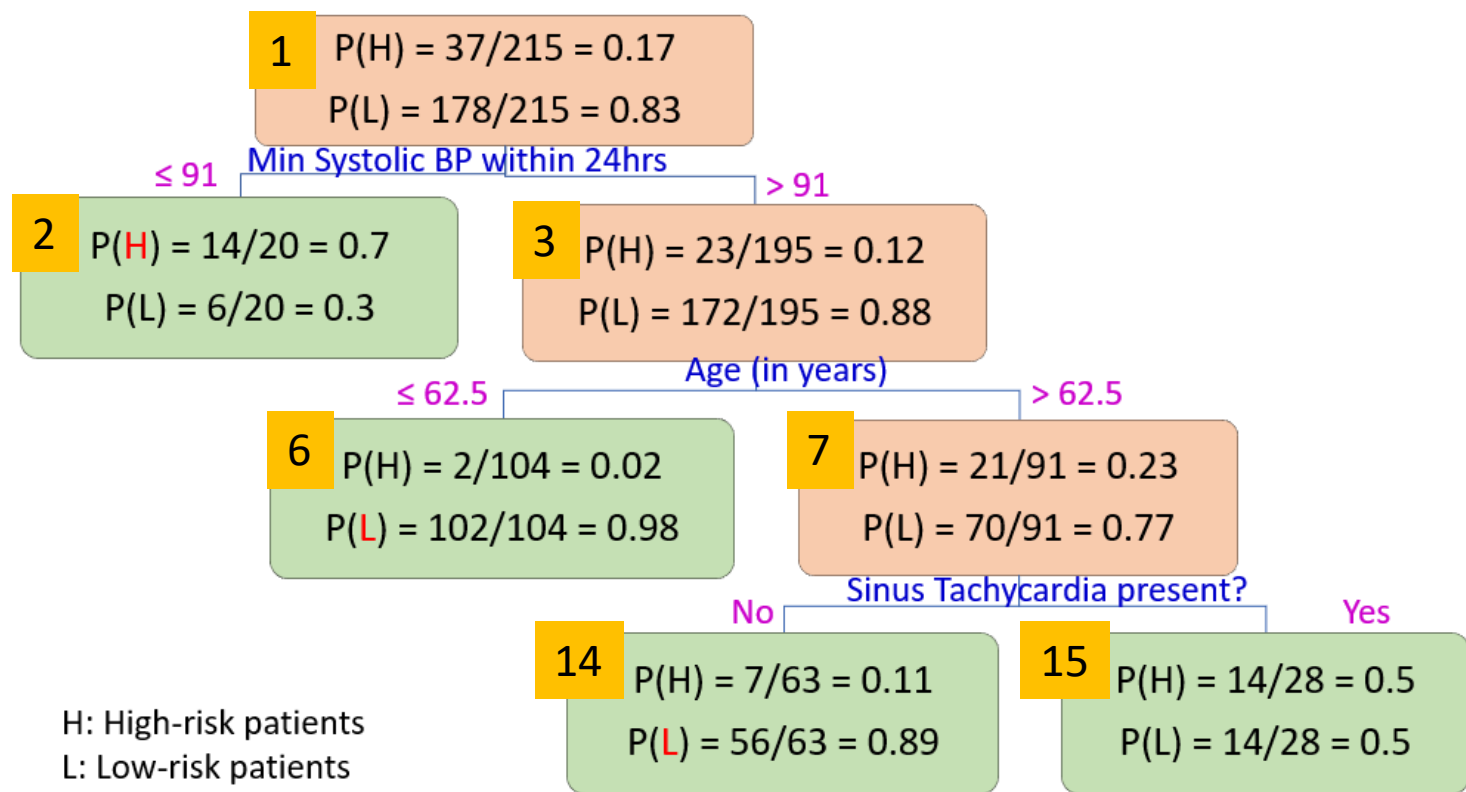 1
P(H) = 37/215 = 0.17
P(L) = 178/215 = 0.83
Min Systolic BP within 24hrs
≤ 91
> 91
2
P(H) = 14/20 = 0.7
P(L) = 6/20 = 0.3
3
P(H) = 23/195 = 0.12
P(L) = 172/195 = 0.88
Age (in years)
≤ 62.5
> 62.5
6
P(H) = 2/104 = 0.02
P(L) = 102/104 = 0.98
7
P(H) = 21/91 = 0.23
P(L) = 70/91 = 0.77
Sinus Tachycardia present?
No
Yes
14
P(H) = 7/63 = 0.11
P(L) = 56/63 = 0.89
15
P(H) = 14/28 = 0.5
P(L) = 14/28 = 0.5
H: High-risk patients
L: Low-risk patients